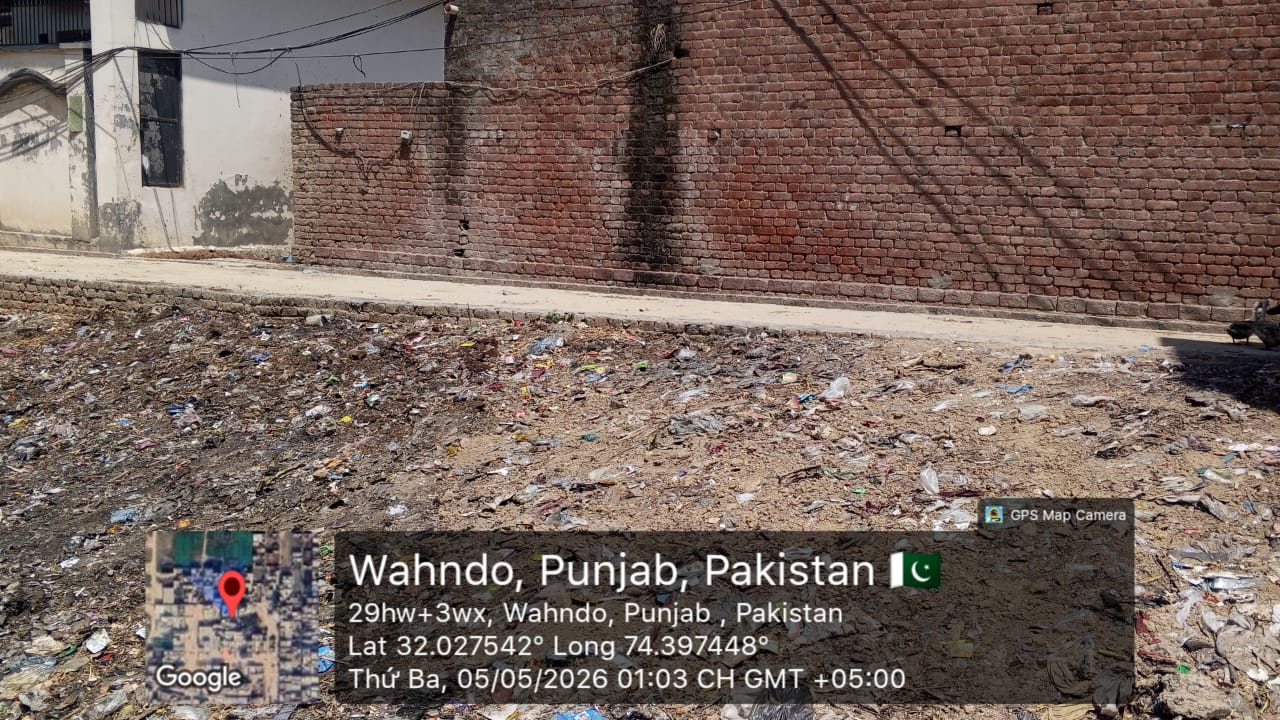 GPS Map Camera
Wahndo, Punjab, Pakistan 🇵🇰
29hw+3wx, Wahndo, Punjab , Pakistan
Lat 32.027542° Long 74.397448°
Thứ Ba, 05/05/2026 01:03 CH GMT +05:00
Google